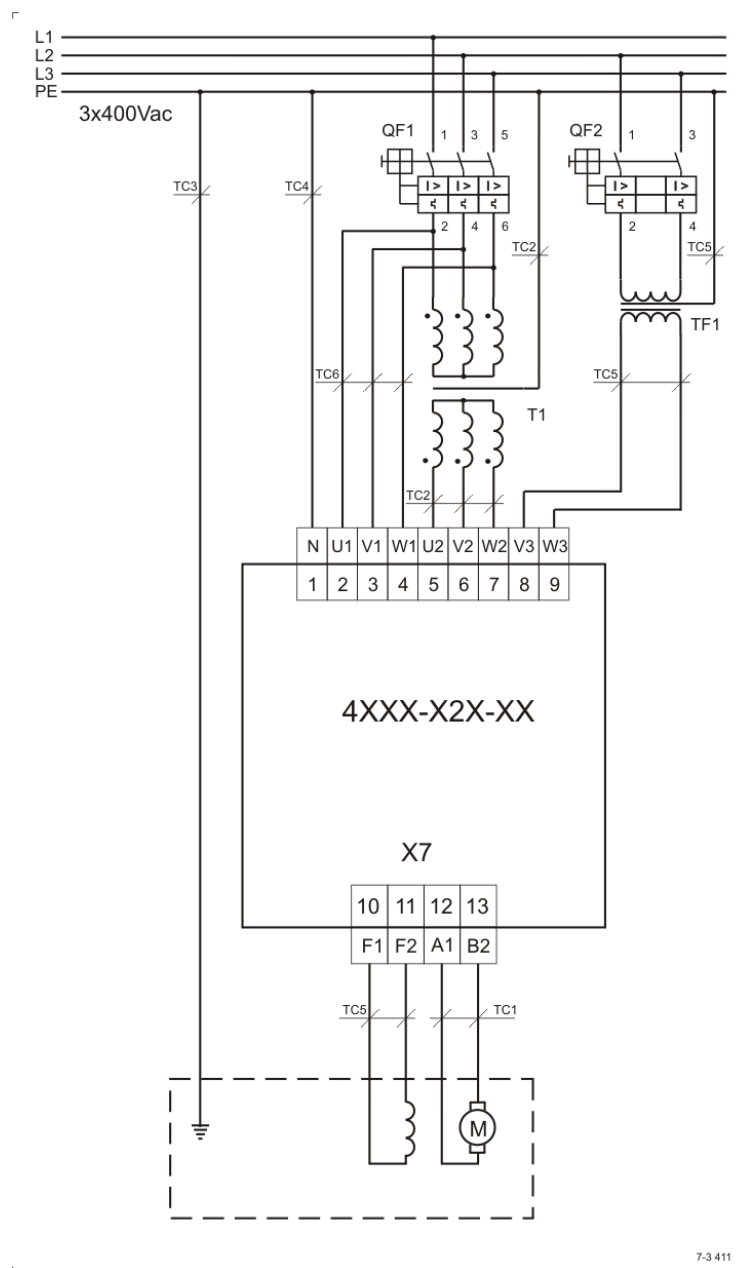 L1
L2
L3
PE
3x400Vac
QF1
1 3 5
QF2
1 3
TC3
TC4
I > I > I >
I > I >
2 4 6
2 4
TC2
TC5
TF1
TC6
TC5
T1
TC2
N U1 V1 W1 U2 V2 W2 V3 W3
1 2 3 4 5 6 7 8 9
4XXX-X2X-XX
X7
10 11 12 13
F1 F2 A1 B2
TC5
TC1
M
7-3 411